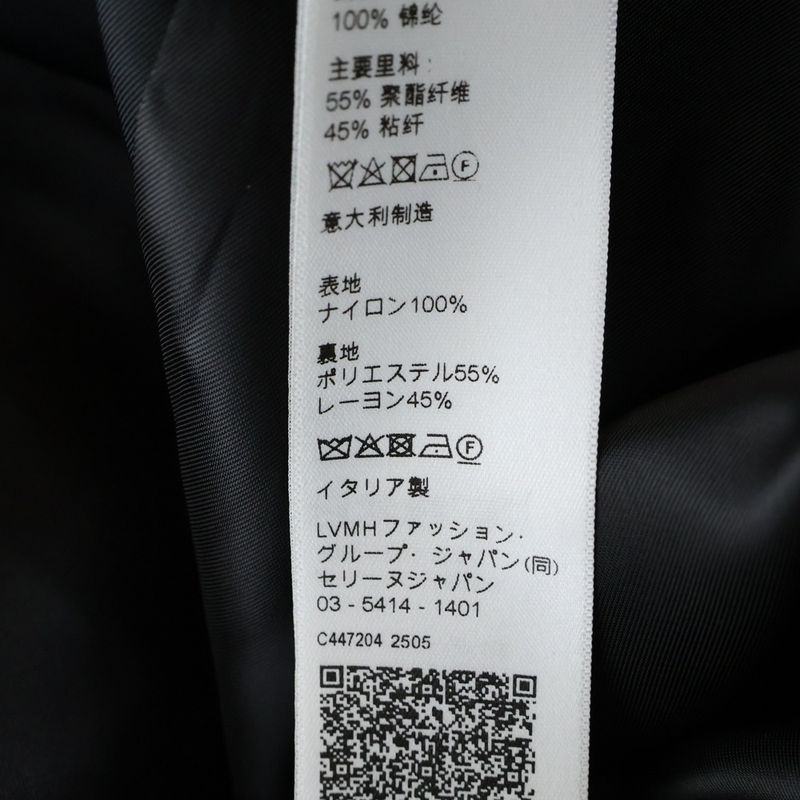 100% 锦纶
主要里料:
55% 聚酯纤维
45% 粘纤
F
意大利制造
表地
ナイロン100%
裏地
ポリエステル55%
レーヨン45%
F
イタリア製
LVMHファッション·
グループ· ジャパン(同)
セリーヌジャパン
03 - 5414 - 1401
C447204 2505